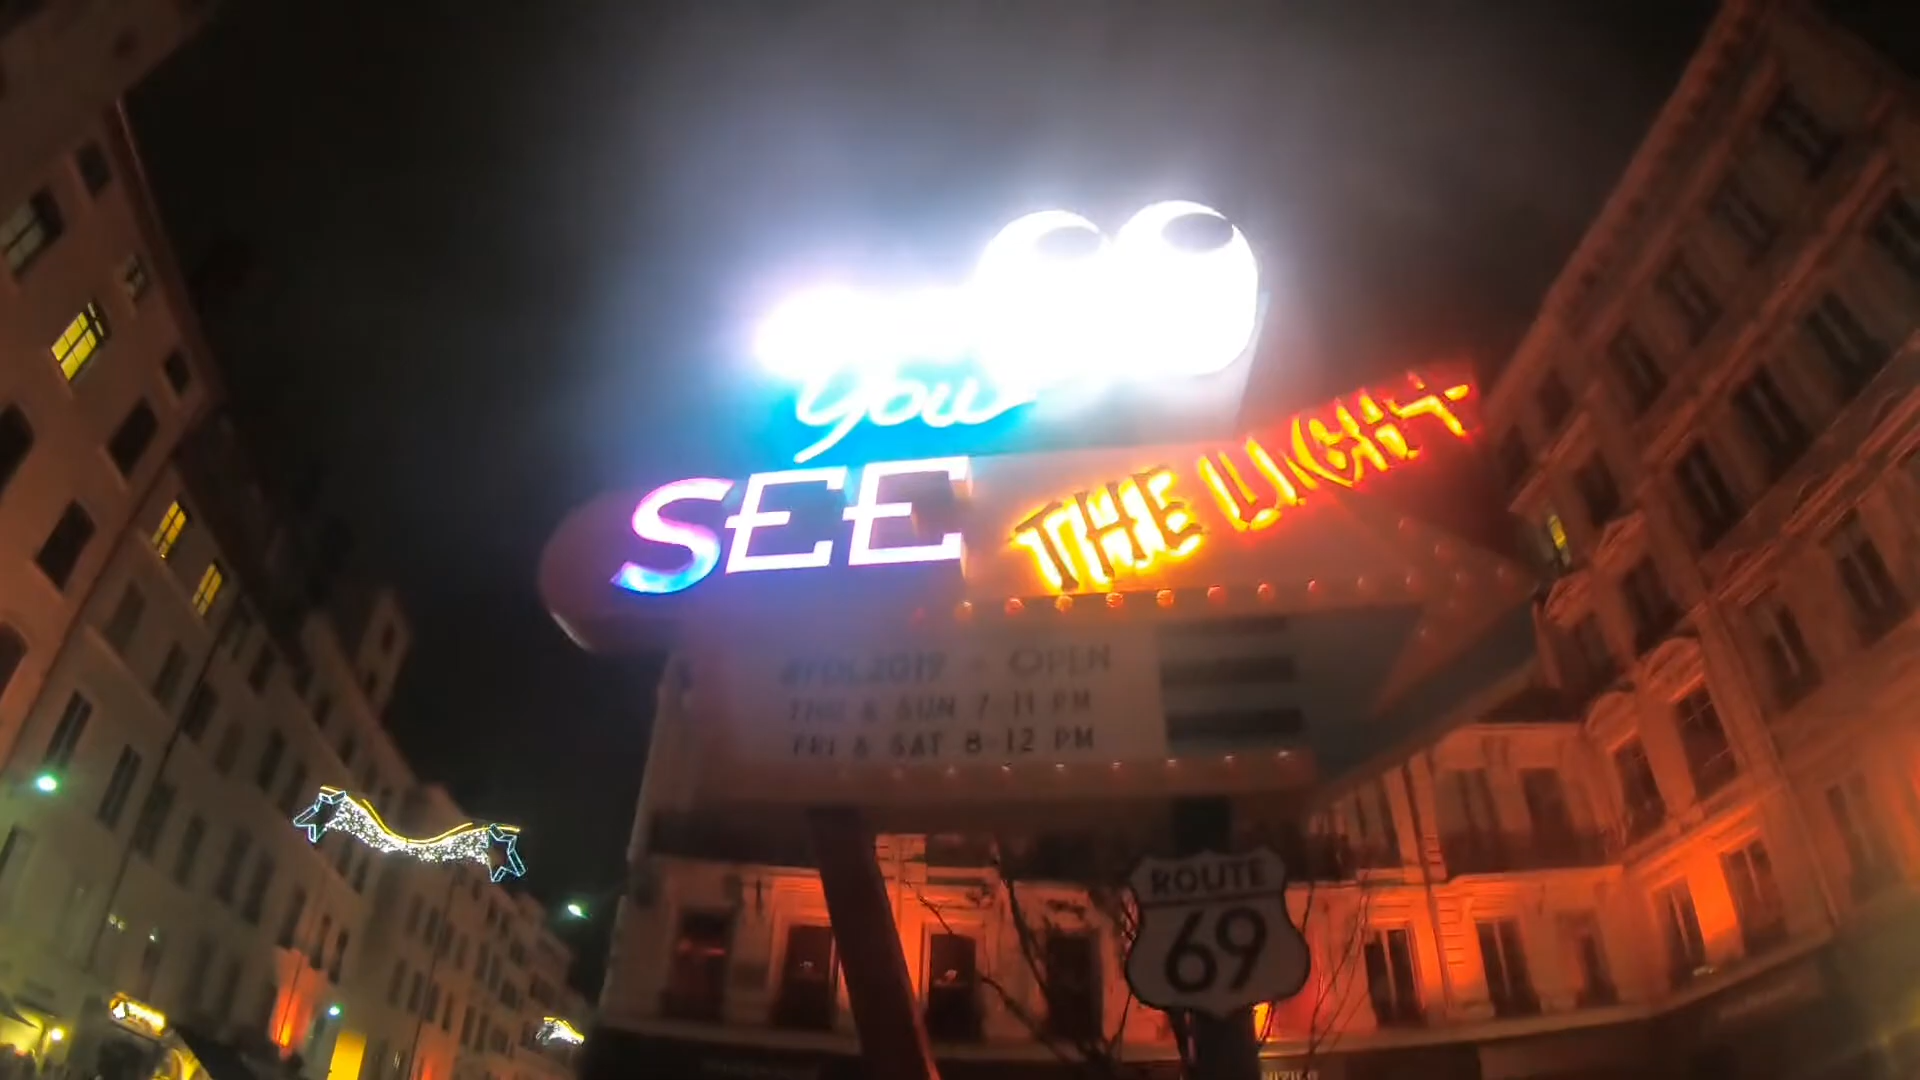 you
SEE THE LIGHT
#FDL2019 - OPEN
THU & SUN 7-11 PM
FRI & SAT 8-12 PM
ROUTE
69